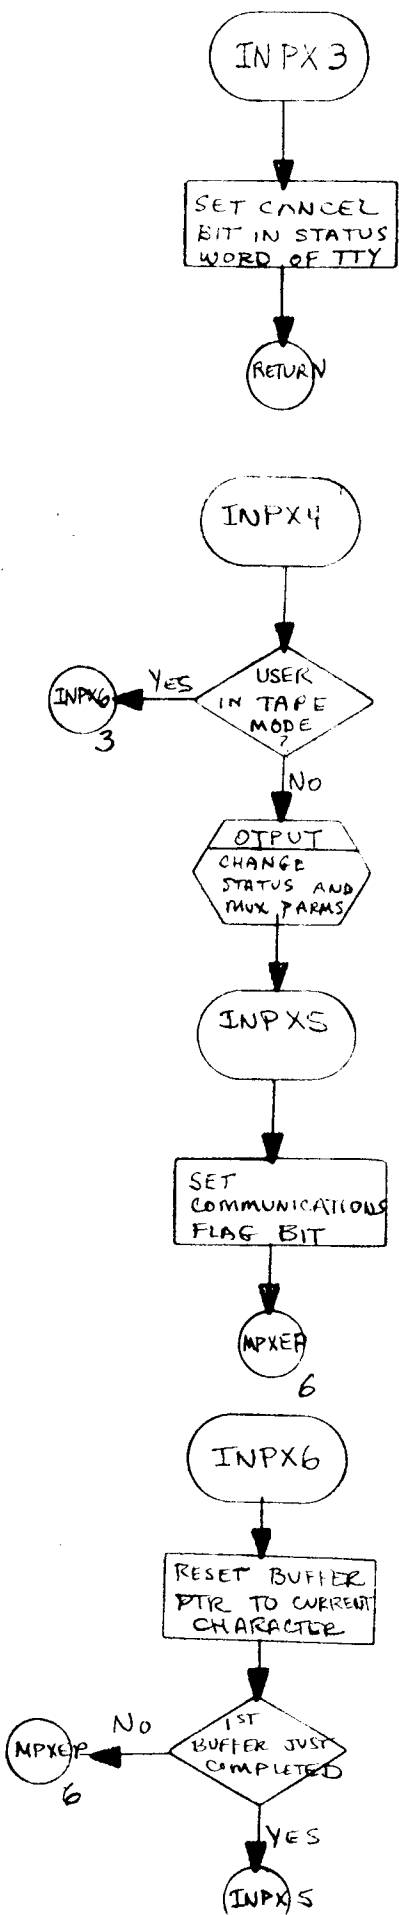 INPX3
SET CANCEL
BIT IN STATUS
WORD OF TTY
RETURN
INPX4
USER
IN TAPE
MODE
?
YES
INPX6
3
NO
OTPUT
CHANGE
STATUS AND
MUX PARMS
INPX5
SET
COMMUNICATIONS
FLAG BIT
MPXEP
6
INPX6
RESET BUFFER
PTR TO CURRENT
CHARACTER
1ST
BUFFER JUST
COMPLETED
NO
MPXEP
6
YES
INPX5